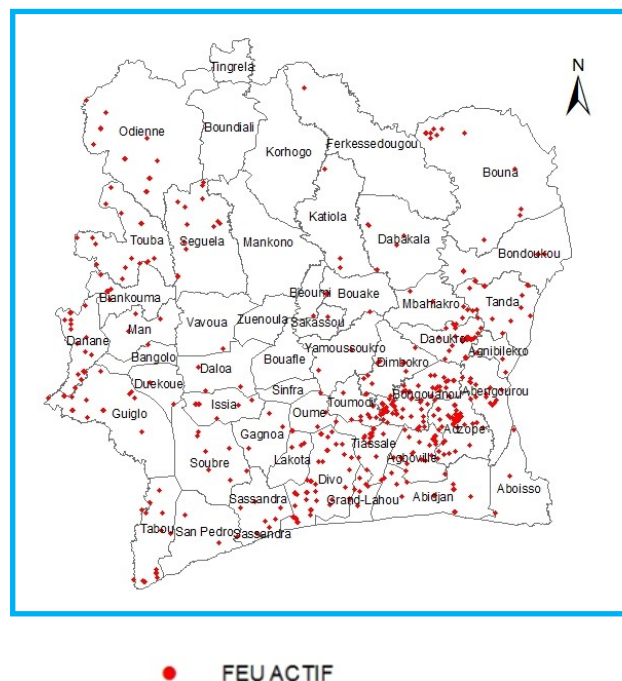 N
Tingrela
Odienne
Boundiali
Korhogo
Ferkessedougou
Bouna
Katiola
Touba
Seguela
Mankono
Dabakala
Bondoukou
Biankouma
Beoumi
Bouake
Mbahiakro
Tanda
Man
Vavoua
Zuenoula
Sakassou
Danane
Daoukro
Bangolo
Yamoussoukro
Agnibilekro
Bouafle
Dimbokro
Daloa
Duekoue
Sinfra
Bongouanou
Abengourou
Guiglo
Issia
Oume
Toumodi
Gagnoa
Adzope
Tiassale
Soubre
Lakota
Agboville
Divo
Aboisso
Sassandra
Grand-Lahou
Abidjan
Tabou
San Pedro
Sassandra
FEU ACTIF